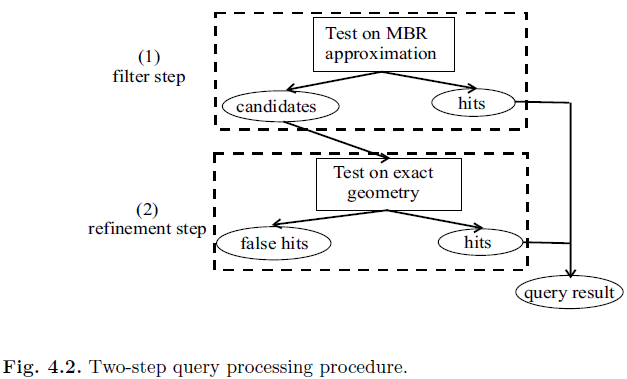 Test on MBR
approximation
(1)
filter step
candidates
hits
Test on exact
geometry
(2)
refinement step
false hits
hits
query result
Fig. 4.2. Two-step query processing procedure.